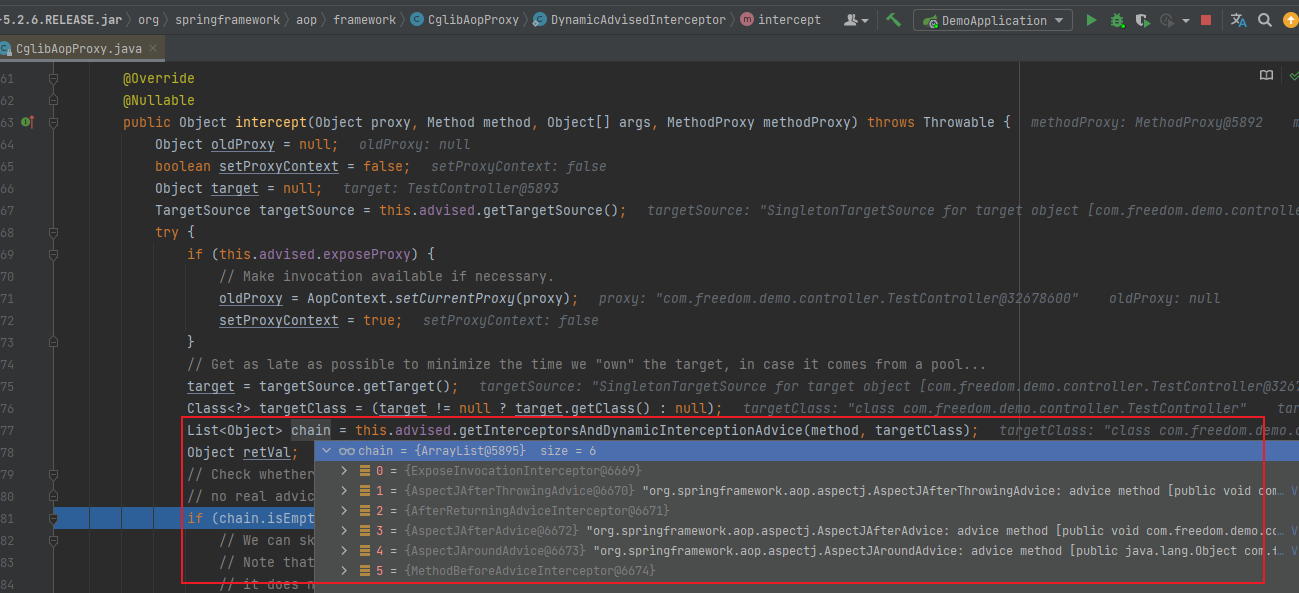 -5.2.6.RELEASE.jar org springframework aop framework CglibAopProxy DynamicAdvisedInterceptor intercept DemoApplication
CglibAopProxy.java
61 @Override
62 @Nullable
63 public Object intercept(Object proxy, Method method, Object[] args, MethodProxy methodProxy) throws Throwable { methodProxy: MethodProxy@5892 m
64 Object oldProxy = null; oldProxy: null
65 boolean setProxyContext = false; setProxyContext: false
66 Object target = null; target: TestController@5893
67 TargetSource targetSource = this.advised.getTargetSource(); targetSource: "SingletonTargetSource for target object [com.freedom.demo.controlle
68 try {
69 if (this.advised.exposeProxy) {
70 // Make invocation available if necessary.
71 oldProxy = AopContext.setCurrentProxy(proxy); proxy: "com.freedom.demo.controller.TestController@32678600" oldProxy: null
72 setProxyContext = true; setProxyContext: false
73 }
74 // Get as late as possible to minimize the time we "own" the target, in case it comes from a pool...
75 target = targetSource.getTarget(); targetSource: "SingletonTargetSource for target object [com.freedom.demo.controller.TestController@3267
76 Class<?> targetClass = (target != null ? target.getClass() : null); targetClass: "class com.freedom.demo.controller.TestController" tar
77 List<Object> chain = this.advised.getInterceptorsAndDynamicInterceptionAdvice(method, targetClass); targetClass: "class com.freedom
78 Object retVal; chain = {ArrayList@5895} size = 6
79 // Check whether 0 = {ExposeInvocationInterceptor@6669}
80 // no real advic 1 = {AspectJAfterThrowingAdvice@6670} "org.springframework.aop.aspectj.AspectJAfterThrowingAdvice: advice method [public void com... V
2 = {AfterReturningAdviceInterceptor@6671}
81 if (chain.isEmpt 3 = {AspectJAfterAdvice@6672} "org.springframework.aop.aspectj.AspectJAfterAdvice: advice method [public void com.freedom.demo.co... V
82 // We can sk 4 = {AspectJAroundAdvice@6673} "org.springframework.aop.aspectj.AspectJAroundAdvice: advice method [public java.lang.Object com.f... V
83 // Note that 5 = {MethodBeforeAdviceInterceptor@6674}
84 // it does n